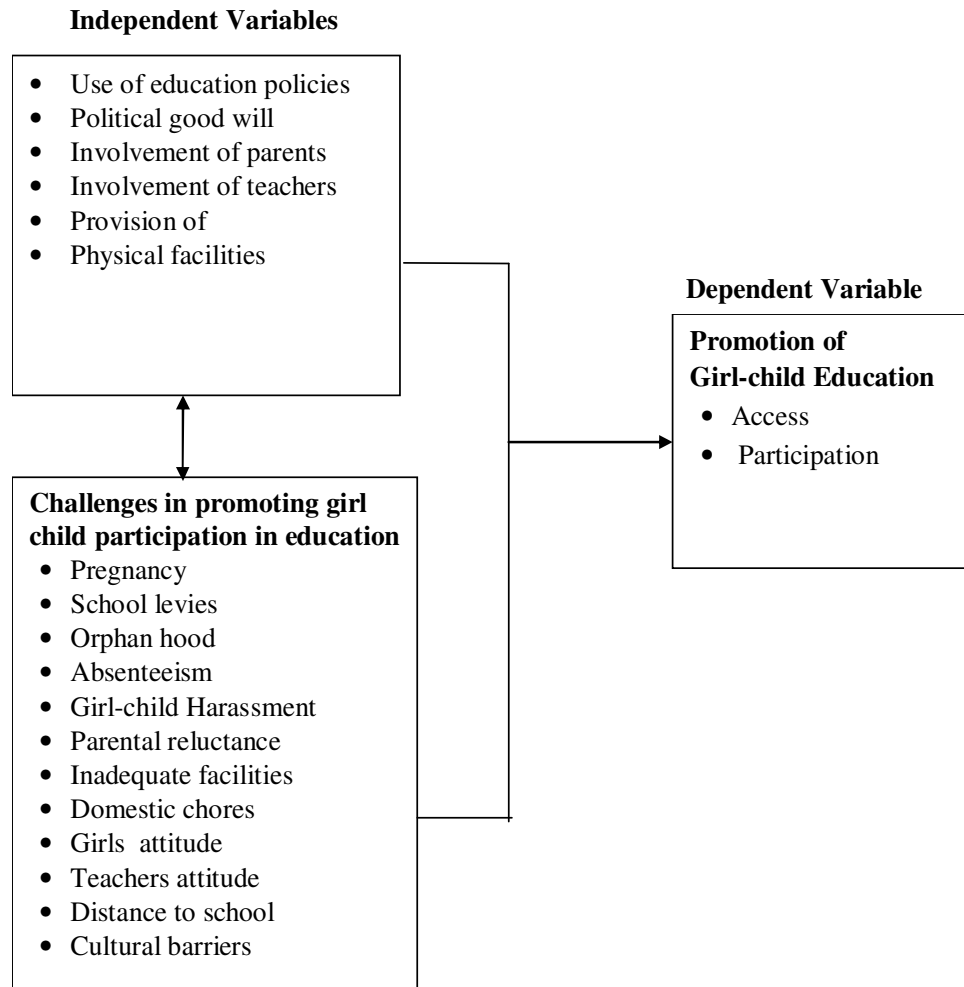 Independent Variables
• Use of education policies
• Political good will
• Involvement of parents
• Involvement of teachers
• Provision of
• Physical facilities
Dependent Variable
Promotion of
Girl-child Education
• Access
• Participation
Challenges in promoting girl
child participation in education
• Pregnancy
• School levies
• Orphan hood
• Absenteeism
• Girl-child Harassment
• Parental reluctance
• Inadequate facilities
• Domestic chores
• Girls attitude
• Teachers attitude
• Distance to school
• Cultural barriers